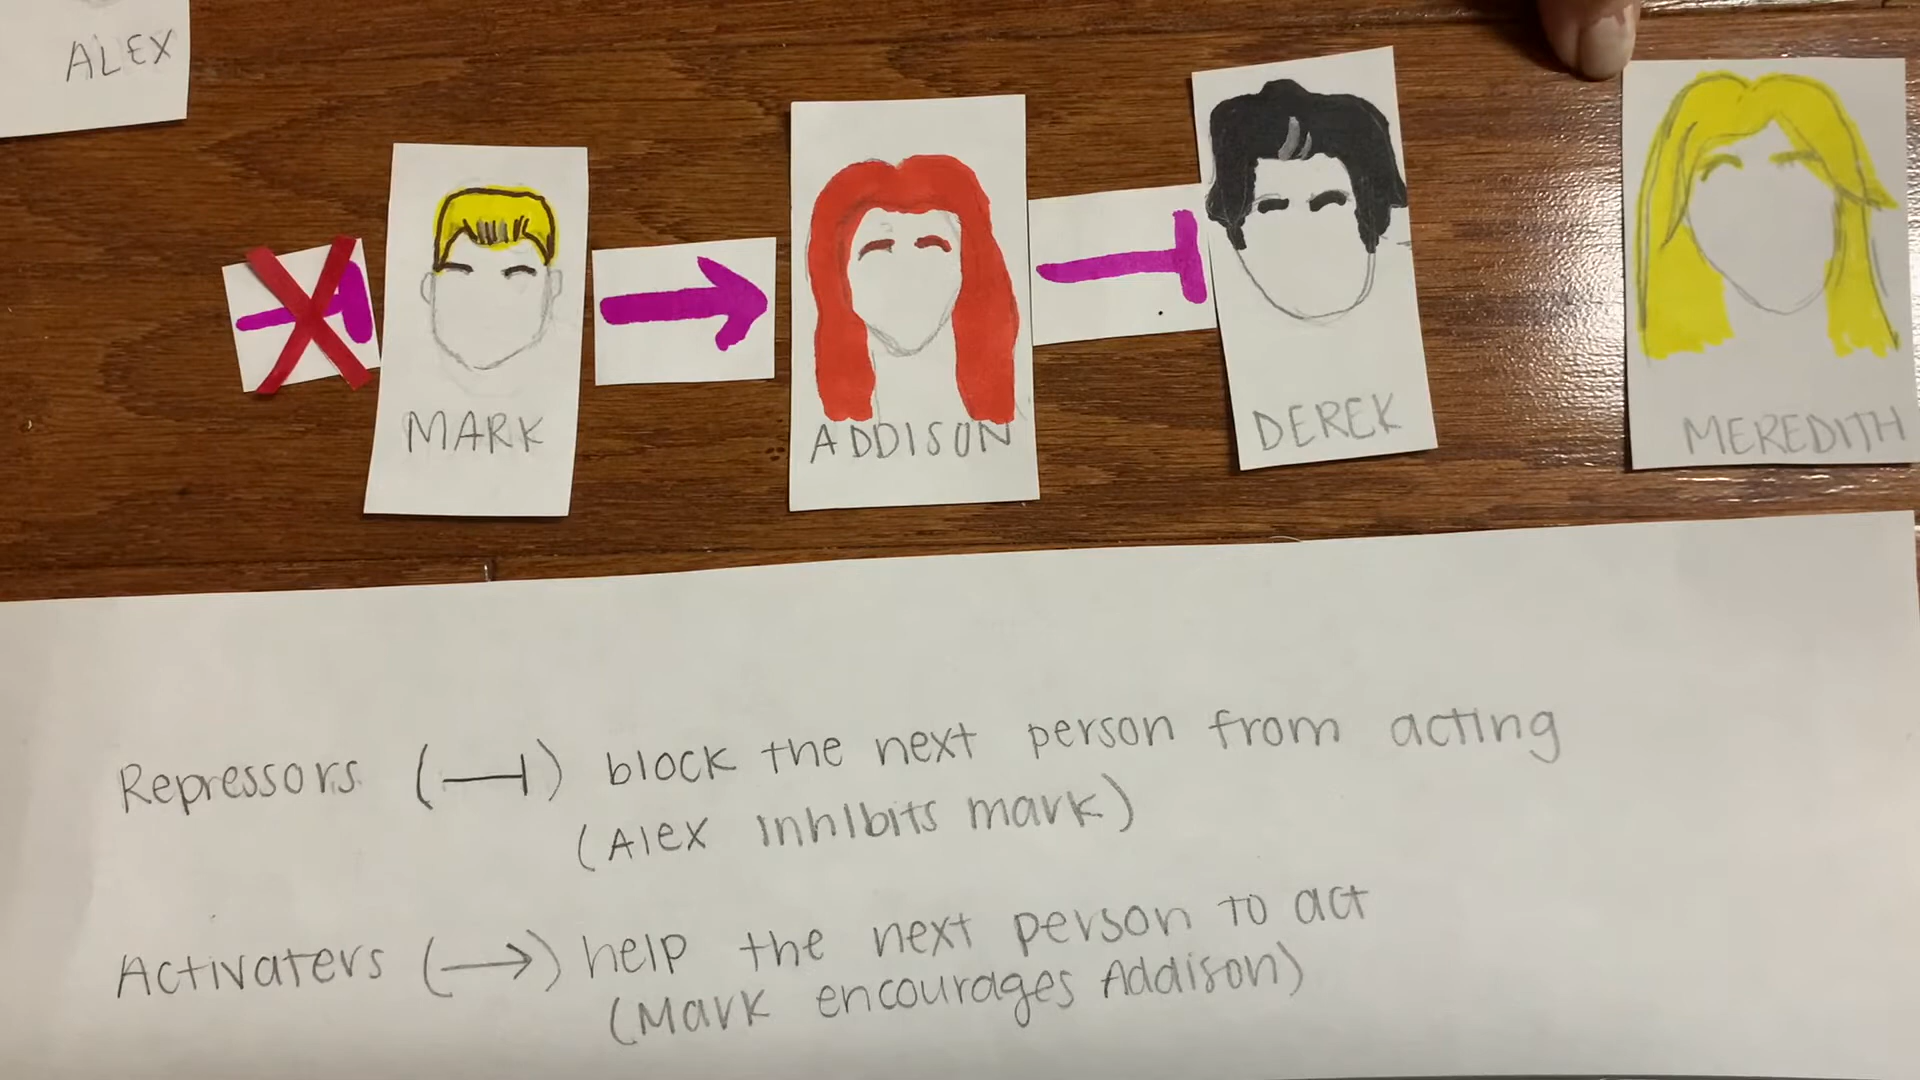 ALEX
MARK
ADDISON
DEREK
MEREDITH
Repressors (⊣) block the next person from acting
(Alex inhibits mark)
Activaters (→) help the next person to act
(Mark encourages Addison)